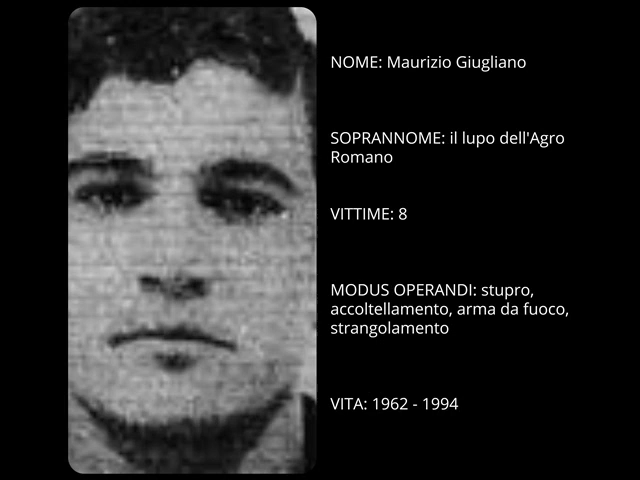 NOME: Maurizio Giugliano
SOPRANNOME: il lupo dell'Agro
Romano
VITTIME: 8
MODUS OPERANDI: stupro,
accoltellamento, arma da fuoco,
strangolamento
VITA: 1962 - 1994